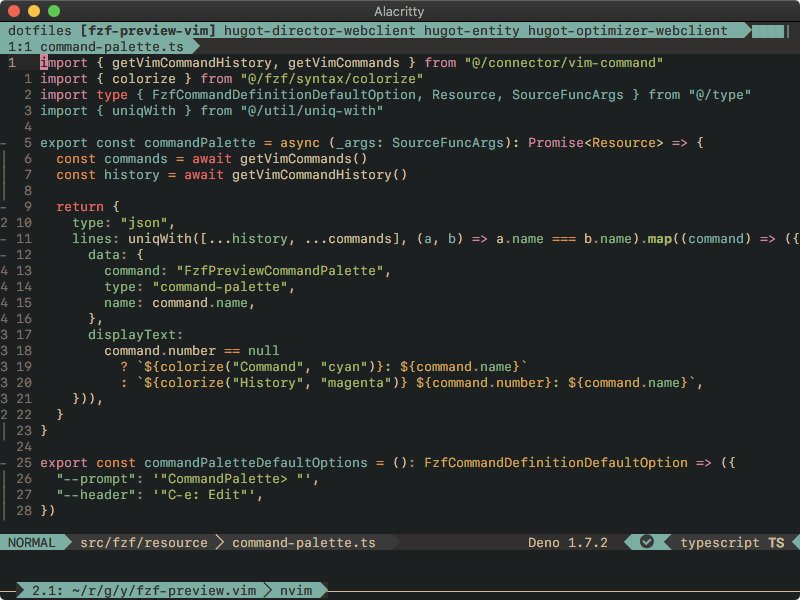 Alacritty
dotfiles [fzf-preview-vim] hugot-director-webclient hugot-entity hugot-optimizer-webclient
1:1 command-palette.ts
1 import { getVimCommandHistory, getVimCommands } from "@/connector/vim-command"
1 import { colorize } from "@/fzf/syntax/colorize"
2 import type { FzfCommandDefinitionDefaultOption, Resource, SourceFuncArgs } from "@/type"
3 import { uniqWith } from "@/util/uniq-with"
4
- 5 export const commandPalette = async (_args: SourceFuncArgs): Promise<Resource> => {
│ 6 const commands = await getVimCommands()
│ 7 const history = await getVimCommandHistory()
│ 8
- 9 return {
2 10 type: "json",
- 11 lines: uniqWith([...history, ...commands], (a, b) => a.name === b.name).map((command) => ({
- 12 data: {
4 13 command: "FzfPreviewCommandPalette",
4 14 type: "command-palette",
4 15 name: command.name,
4 16 },
3 17 displayText:
3 18 command.number == null
3 19 ? `${colorize("Command", "cyan")}: ${command.name}`
3 20 : `${colorize("History", "magenta")} ${command.number}: ${command.name}`,
3 21 })),
2 22 }
│ 23 }
24
- 25 export const commandPaletteDefaultOptions = (): FzfCommandDefinitionDefaultOption => ({
│ 26 "--prompt": '"CommandPalette> "',
│ 27 "--header": '"C-e: Edit"',
│ 28 })
NORMAL src/fzf/resource command-palette.ts Deno 1.7.2 typescript TS
2.1: ~/r/g/y/fzf-preview.vim nvim